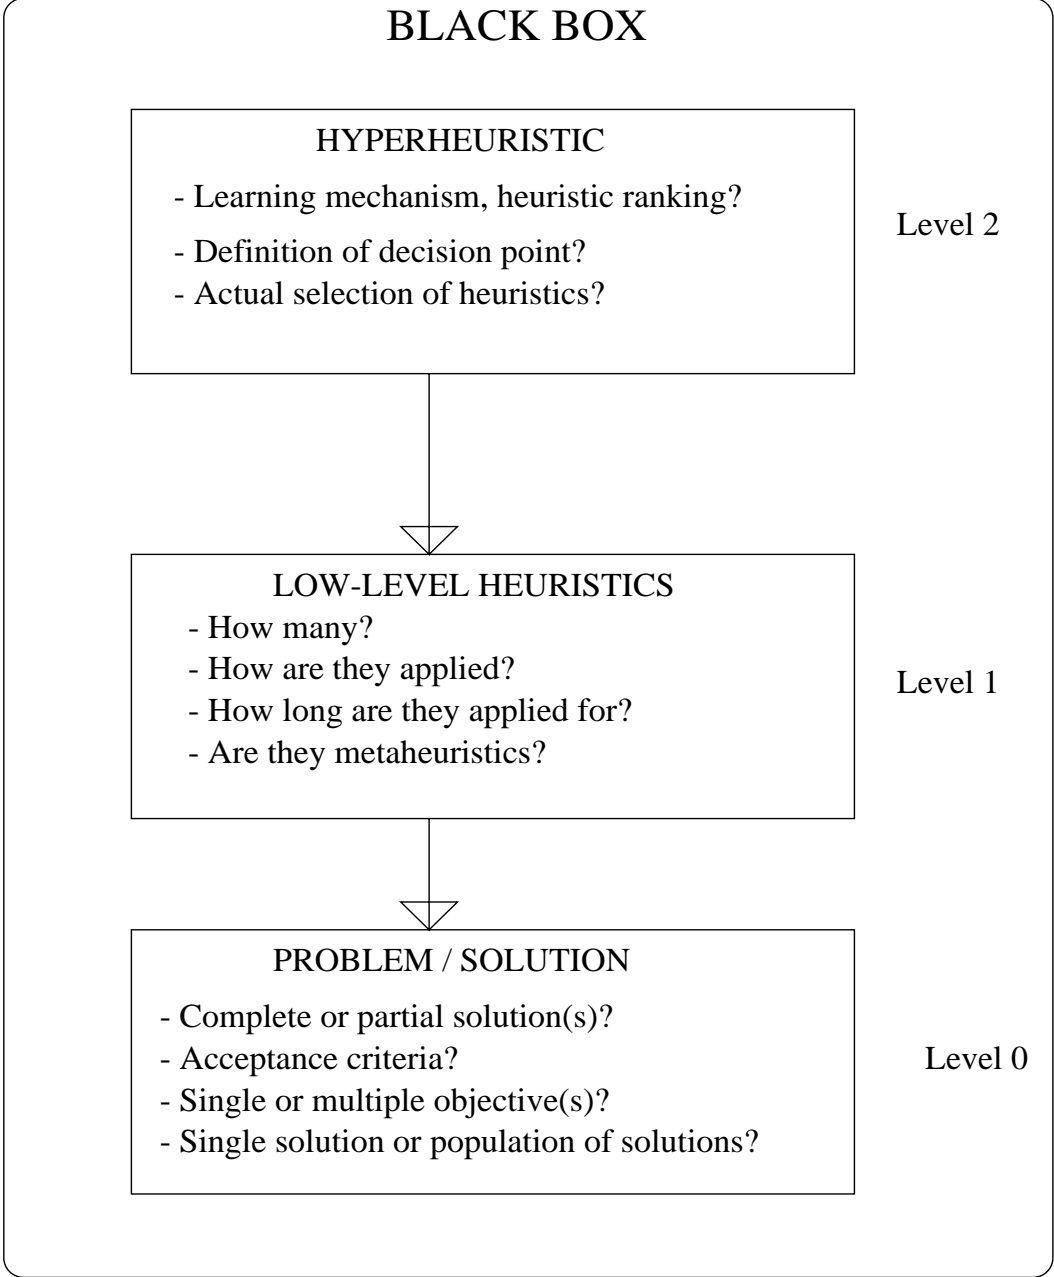 BLACK BOX
HYPERHEURISTIC
- Learning mechanism, heuristic ranking?
- Definition of decision point?
- Actual selection of heuristics?
Level 2
LOW-LEVEL HEURISTICS
- How many?
- How are they applied?
- How long are they applied for?
- Are they metaheuristics?
Level 1
PROBLEM / SOLUTION
- Complete or partial solution(s)?
- Acceptance criteria?
- Single or multiple objective(s)?
- Single solution or population of solutions?
Level 0